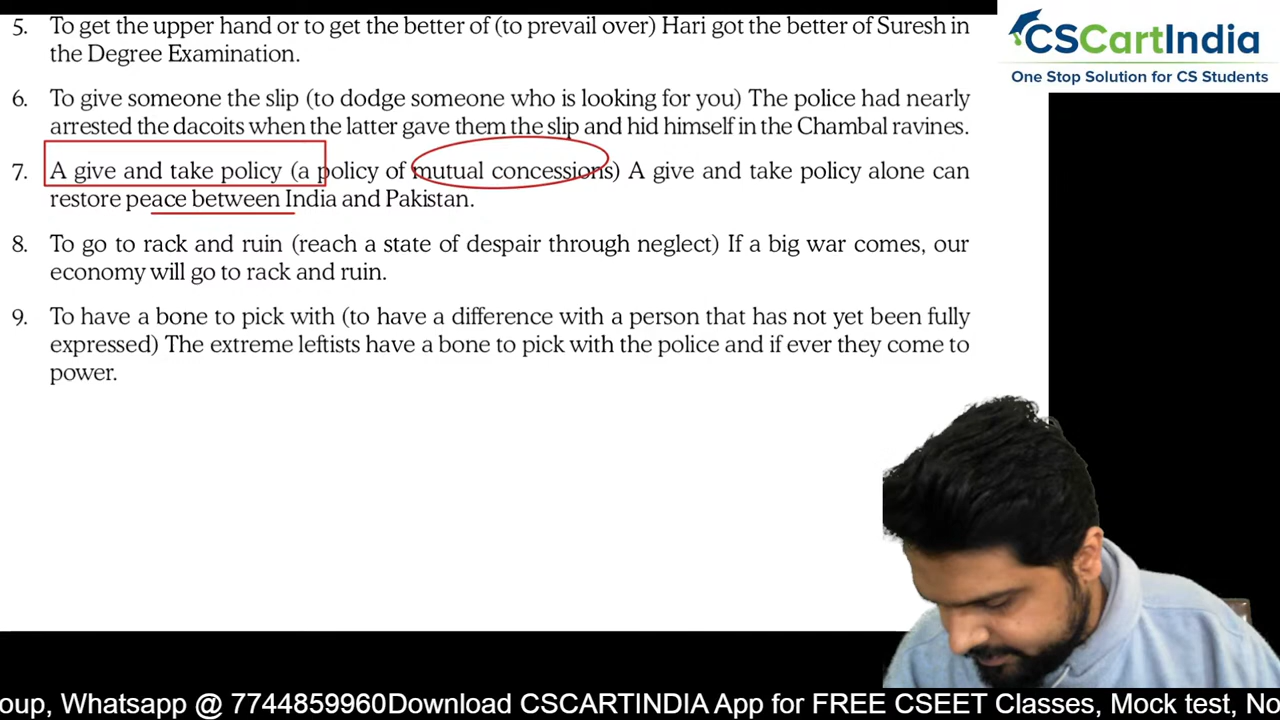 5. To get the upper hand or to get the better of (to prevail over) Hari got the better of Suresh in
the Degree Examination.
6. To give someone the slip (to dodge someone who is looking for you) The police had nearly
arrested the dacoits when the latter gave them the slip and hid himself in the Chambal ravines.
7. A give and take policy (a policy of mutual concessions) A give and take policy alone can
restore peace between India and Pakistan.
8. To go to rack and ruin (reach a state of despair through neglect) If a big war comes, our
economy will go to rack and ruin.
9. To have a bone to pick with (to have a difference with a person that has not yet been fully
expressed) The extreme leftists have a bone to pick with the police and if ever they come to
power.
CSCartIndia
One Stop Solution for CS Students
oup, Whatsapp @ 7744859960Download CSCARTINDIA App for FREE CSEET Classes, Mock test, No